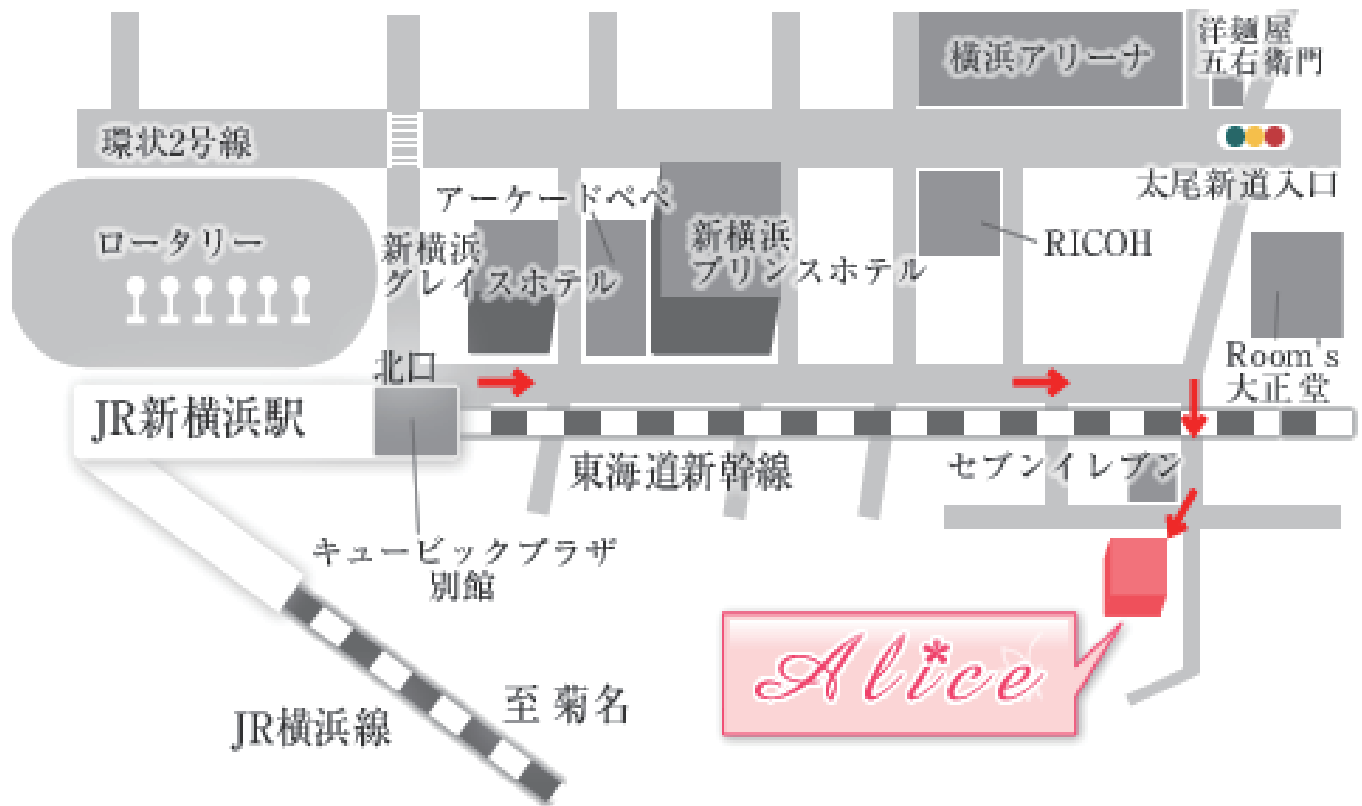 横浜アリーナ
洋麺屋
五右衛門
環状2号線
太尾新道入口
アーケードペペ
ロータリー
新横浜
グレイスホテル
新横浜
プリンスホテル
RICOH
北口
Room's
大正堂
JR新横浜駅
東海道新幹線
セブンイレブン
キュービックプラザ
別館
Alice
至 菊名
JR横浜線